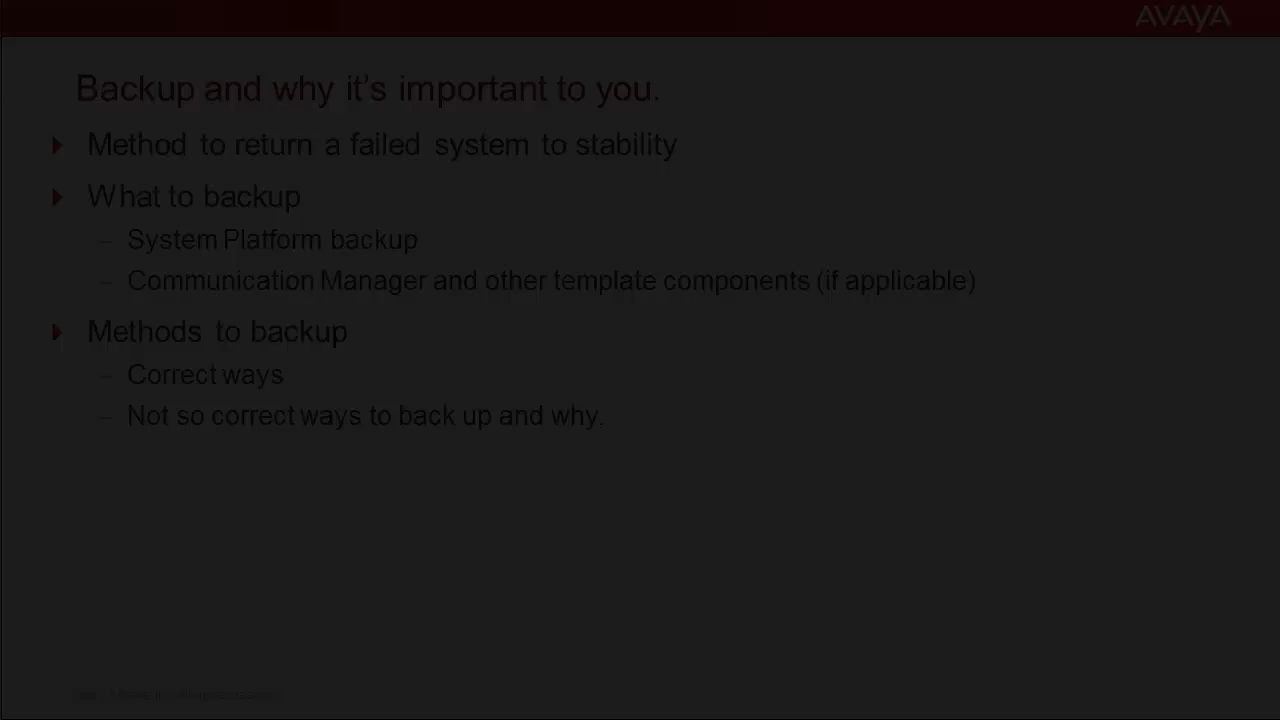 AVAYA
Backup and why it's important to you.
Method to return a failed system to stability
What to backup
– System Platform backup
– Communication Manager and other template components (if applicable)
Methods to backup
– Correct ways
– Not so correct ways to back up and why.